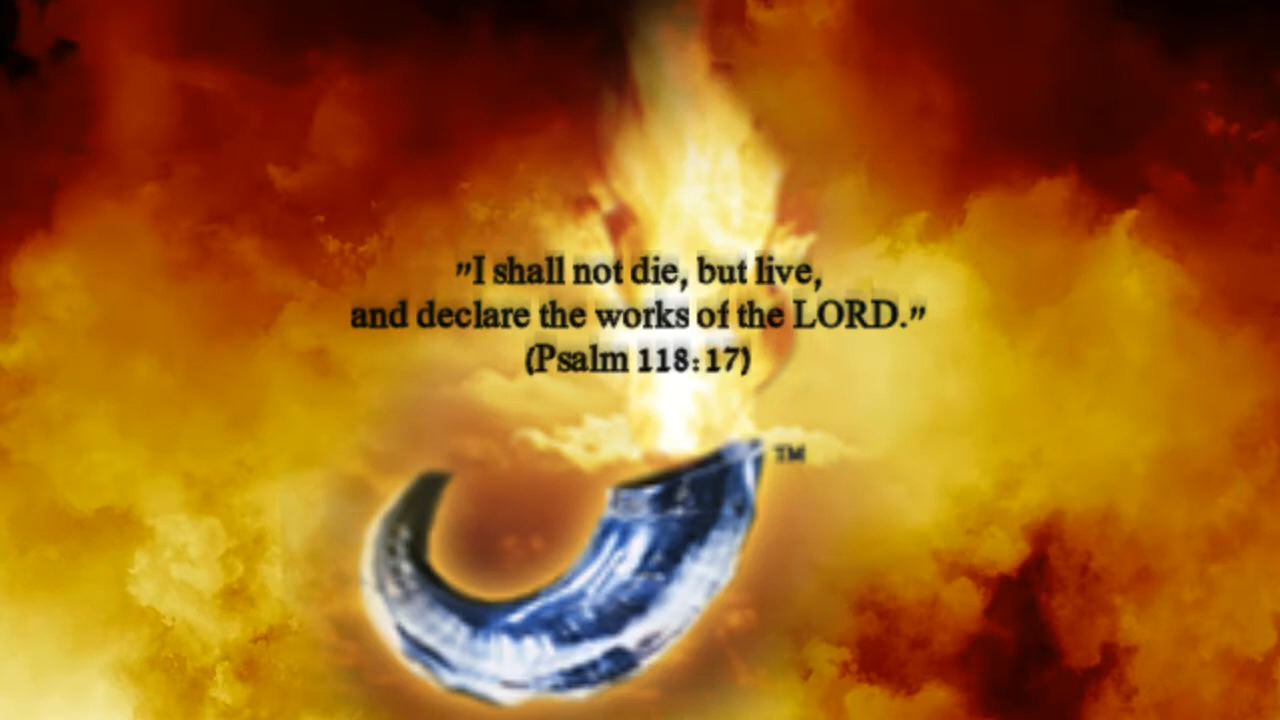 "I shall not die, but live,
and declare the works of the LORD."
(Psalm 118:17)
TM